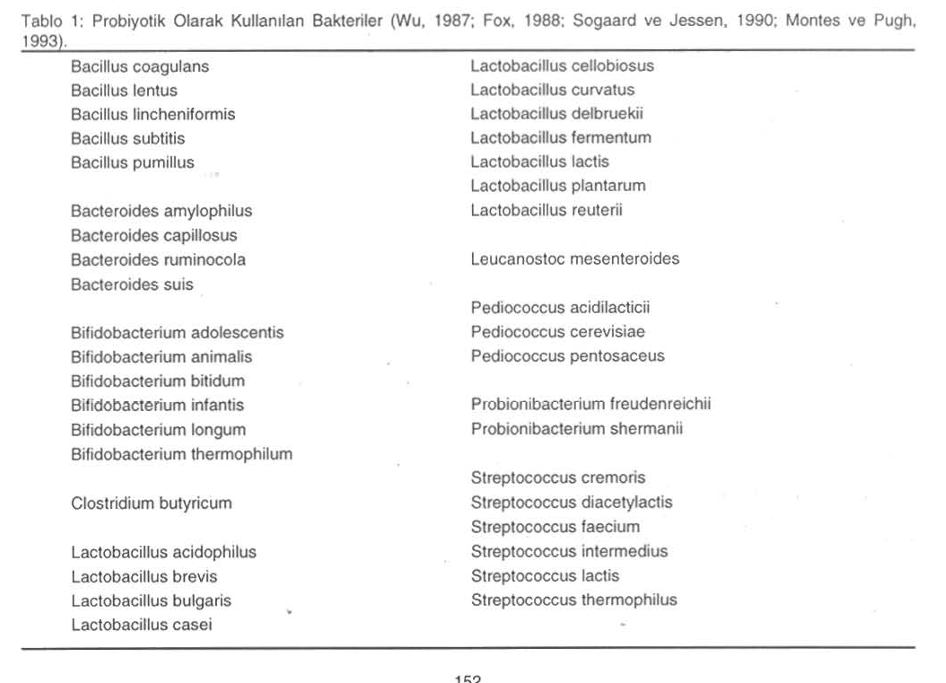 Tablo 1: Probiyotik Olarak Kullanılan Bakteriler (Wu, 1987; Fox, 1988; Sogaard ve Jessen, 1990; Montes ve Pugh,
1993).
Bacillus coagulans
Bacillus lentus
Bacillus lincheniformis
Bacillus subtitis
Bacillus pumillus
Bacteroides amylophilus
Bacteroides capillosus
Bacteroides ruminocola
Bacteroides suis
Bifidobacterium adolescentis
Bifidobacterium animalis
Bifidobacterium bitidum
Bifidobacterium infantis
Bifidobacterium longum
Bifidobacterium thermophilum
Clostridium butyricum
Lactobacillus acidophilus
Lactobacillus brevis
Lactobacillus bulgaris
Lactobacillus casei
Lactobacillus cellobiosus
Lactobacillus curvatus
Lactobacillus delbruekii
Lactobacillus fermentum
Lactobacillus lactis
Lactobacillus plantarum
Lactobacillus reuterii
Leucanostoc mesenteroides
Pediococcus acidilacticii
Pediococcus cerevisiae
Pediococcus pentosaceus
Probionibacterium freudenreichii
Probionibacterium shermanii
Streptococcus cremoris
Streptococcus diacetylactis
Streptococcus faecium
Streptococcus intermedius
Streptococcus lactis
Streptococcus thermophilus
152